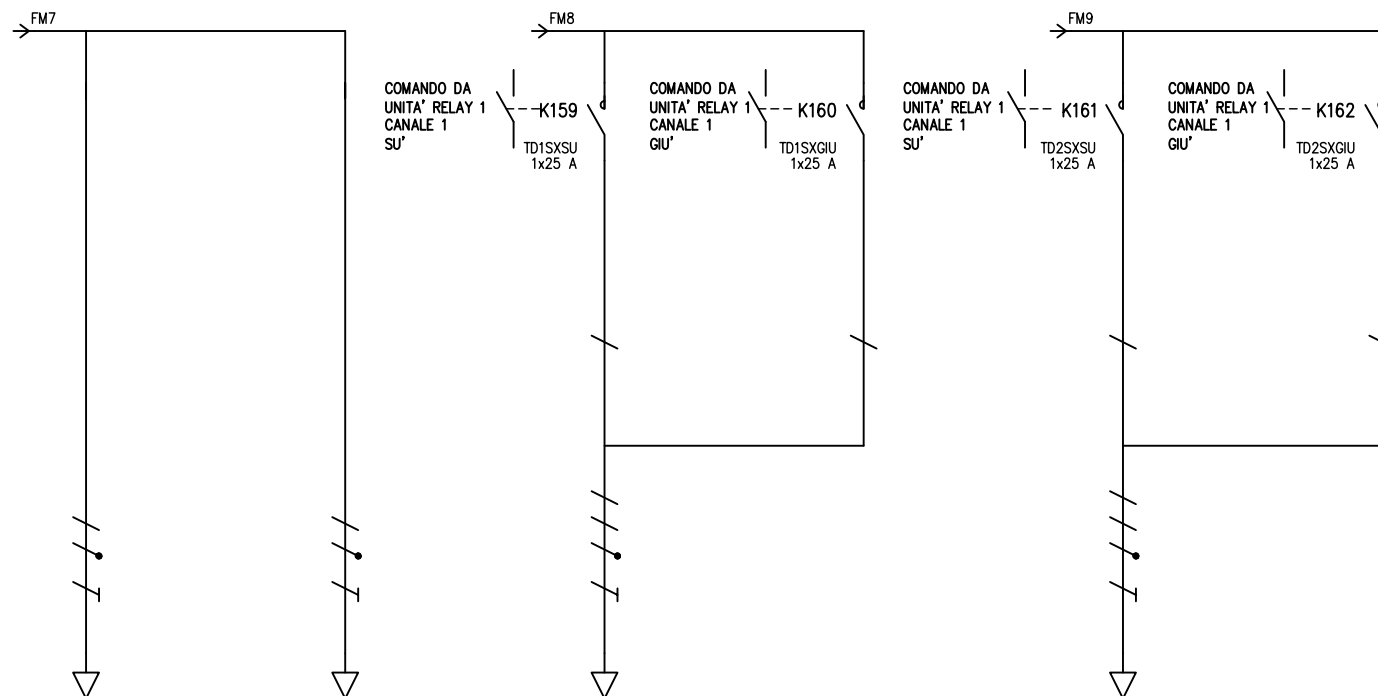 FM7
FM8
FM9
COMANDO DA
UNITA' RELAY 1
CANALE 1
SU'
K159
TD1SXSU
1x25 A
COMANDO DA
UNITA' RELAY 1
CANALE 1
GIU'
K160
TD1SXGIU
1x25 A
COMANDO DA
UNITA' RELAY 1
CANALE 1
SU'
K161
TD2SXSU
1x25 A
COMANDO DA
UNITA' RELAY 1
CANALE 1
GIU'
K162
TD2SXGIU
1x25 A